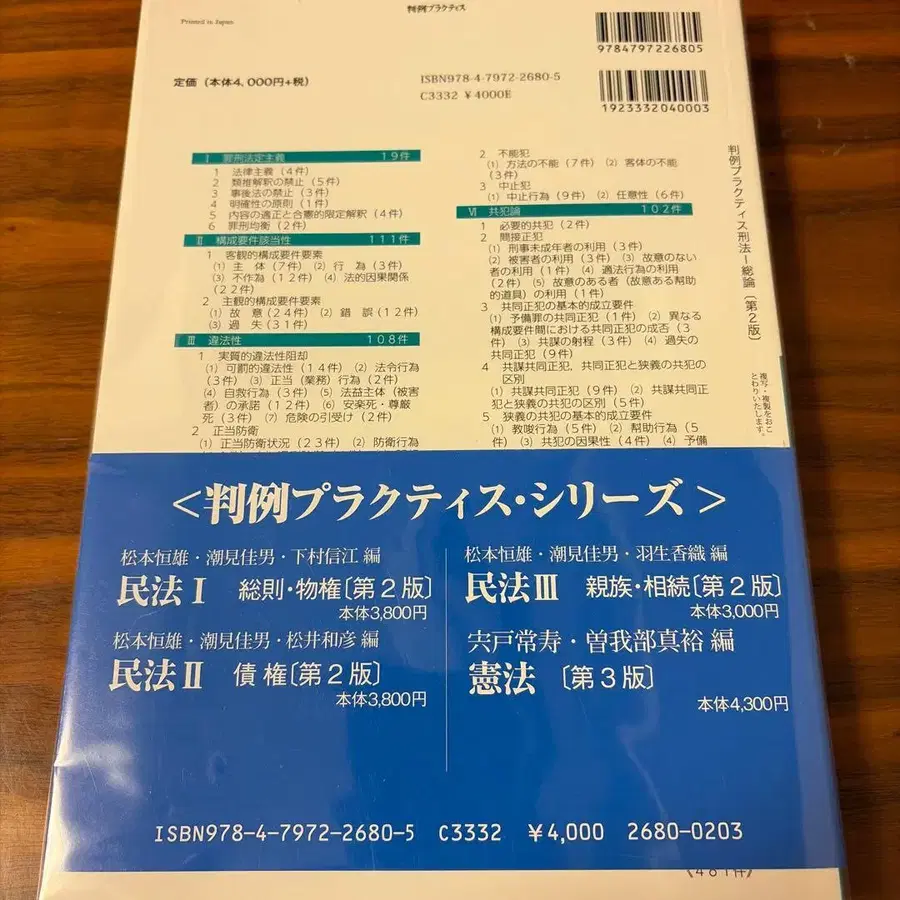 判例プラクティス
Printed in Japan
9784797226805
定価（本体4,000円+税）
ISBN978-4-7972-2680-5
C3332 ¥4000E
1923332040003
Ⅰ 罪刑法定主義 19件
1 法律主義（4件）
2 類推解釈の禁止（5件）
3 事後法の禁止（3件）
4 明確性の原則（1件）
5 内容の適正と合憲的限定解釈（4件）
6 罪刑均衡（2件）
Ⅱ 構成要件該当性 111件
1 客観的構成要件要素
(1) 主 体（7件） (2) 行 為（3件）
(3) 不作為（12件） (4) 法的因果関係
（22件）
2 主観的構成要件要素
(1) 故 意（24件） (2) 錯 誤（12件）
(3) 過 失（31件）
Ⅲ 違法性 108件
1 実質的違法性阻却
(1) 可罰的違法性（14件） (2) 法令行為
（3件） (3) 正当（業務）行為（2件）
(4) 自救行為（3件） (5) 法益主体（被害
者）の承諾（12件） (6) 安楽死・尊厳
死（3件） (7) 危険の引受け（2件）
2 正当防衛
(1) 正当防衛状況（23件） (2) 防衛行為
2 不能犯
(1) 方法の不能（7件） (2) 客体の不能
（3件）
3 中止犯
(1) 中止行為（9件） (2) 任意性（6件）
Ⅵ 共犯論 102件
1 必要的共犯（2件）
2 間接正犯
(1) 刑事未成年者の利用（3件）
(2) 被害者の利用（3件） (3) 故意のない
者の利用（1件） (4) 適法行為の利用
（2件） (5) 故意のある者（故意ある幇助
的道具）の利用（1件）
3 共同正犯の基本的成立要件
(1) 予備罪の共同正犯（1件） (2) 異なる
構成要件間における共同正犯の成否（3
件） (3) 共謀の射程（3件） (4) 過失の
共同正犯（9件）
4 共謀共同正犯，共同正犯と狭義の共犯の
区別
(1) 共謀共同正犯（9件） (2) 共謀共同正
犯と狭義の共犯の区別（5件）
5 狭義の共犯の基本的成立要件
(1) 教唆行為（5件） (2) 幇助行為（5
件） (3) 共犯の因果性（4件） (4) 予備
判例プラクティス刑法Ⅰ総論〔第2版〕
複写・複製をおこ
とわりいたします。
＜判例プラクティス・シリーズ＞
松本恒雄・潮見佳男・下村信江 編
民法Ⅰ 総則・物権〔第2版〕
本体3,800円
松本恒雄・潮見佳男・松井和彦 編
民法Ⅱ 債権〔第2版〕
本体3,800円
松本恒雄・潮見佳男・羽生香織 編
民法Ⅲ 親族・相続〔第2版〕
本体3,000円
宍戸常寿・曽我部真裕 編
憲法 〔第3版〕
本体4,300円
ISBN978-4-7972-2680-5 C3332 ¥4,000 2680-0203